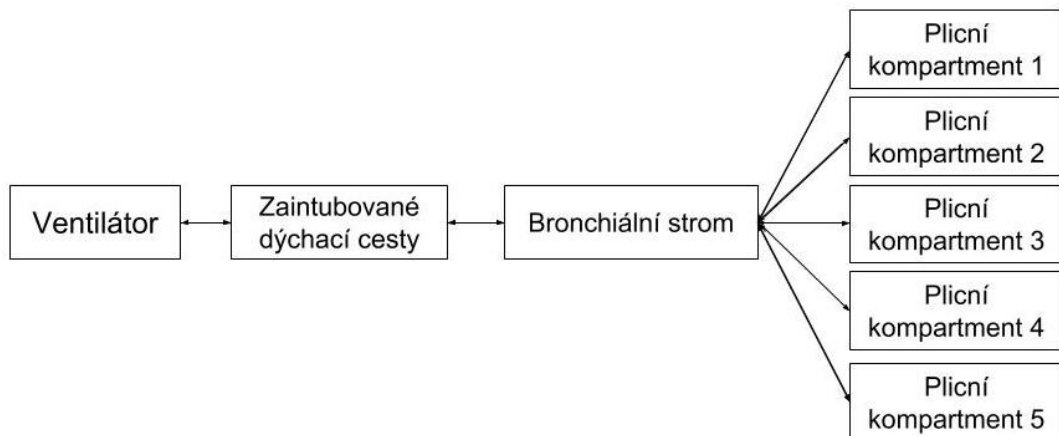 Ventilátor
Zaintubované
dýchací cesty
Bronchiální strom
Plicní
kompartment 1
Plicní
kompartment 2
Plicní
kompartment 3
Plicní
kompartment 4
Plicní
kompartment 5